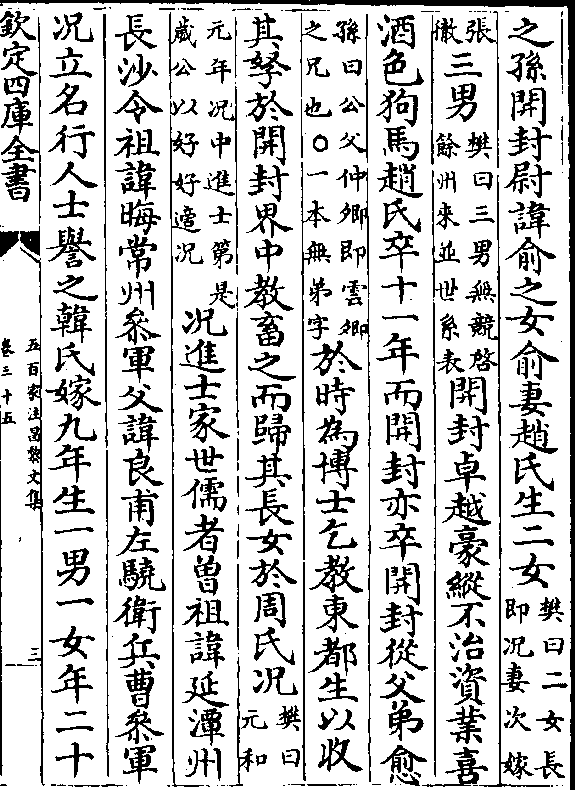 之孫開封尉諱俞之女俞妻趙氏生二女樊曰二女長即况妻次嫁
張徹三男樊曰三男無競啓餘州來並世系表開封卓越豪縱不治資業喜
酒色狗馬趙氏卒十一年而開封亦卒開封從父弟愈
孫曰公父仲卿即雲卿之兄也○一本無弟字於時為博士乞教東都生以收
其孥於開封界中教畜之而歸其長女於周氏况樊曰元和
元年况中進士第是歲公以好好適况况進士家世儒者曾祖諱延潭州
長沙令祖諱晦常州叅軍父諱良甫左驍衛兵曹叅軍
况立名行人士譽之韓氏嫁九年生一男一女年二十
欽定四庫全書
五百家注昌黎文集
卷三十五
三